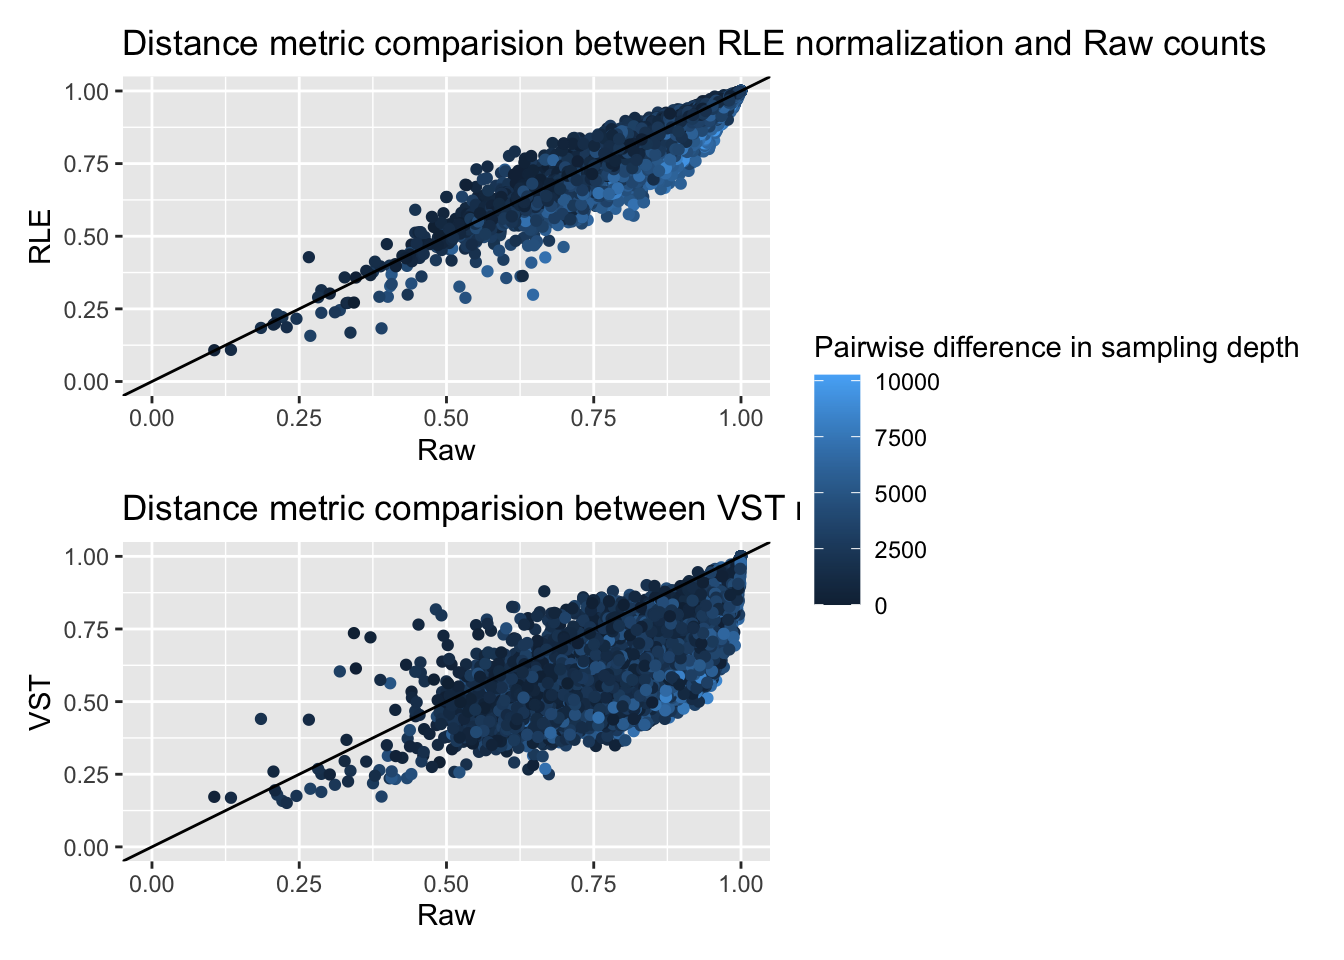 Distance metric comparision between RLE normalization and Raw counts
1.00
0.75
0.50
0.25
0.00
RLE
0.00 0.25 0.50 0.75 1.00
Raw
Pairwise difference in sampling depth
10000
7500
5000
2500
0
Distance metric comparision between VST
1.00
0.75
0.50
0.25
0.00
VST
0.00 0.25 0.50 0.75 1.00
Raw